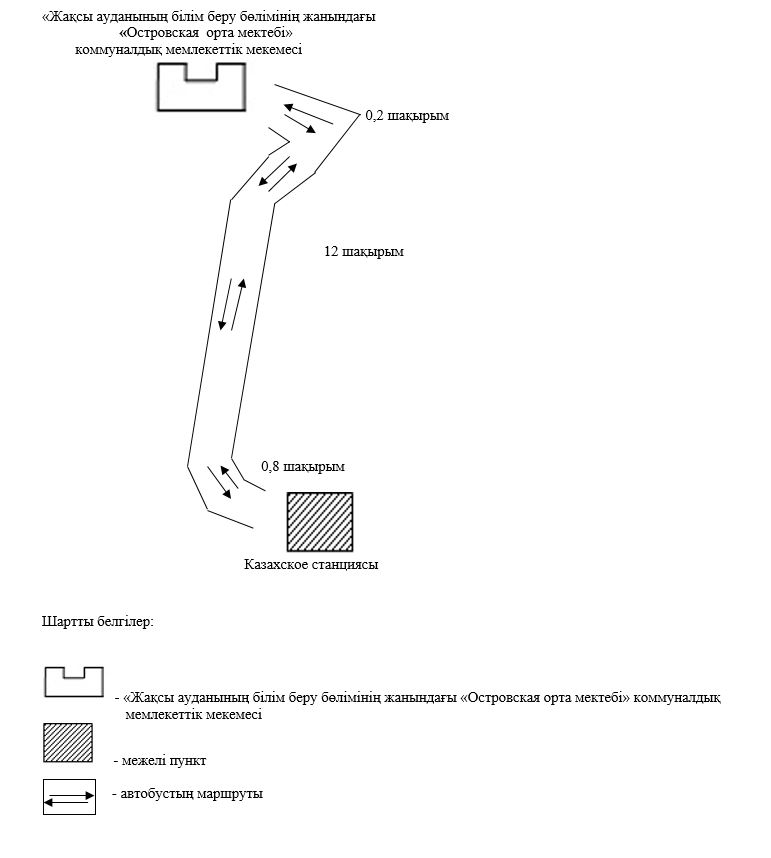 «Жақсы ауданының білім беру бөлімінің жанындағы
«Островская орта мектебі»
коммуналдық мемлекеттік мекемесі
0,2 шақырым
12 шақырым
0,8 шақырым
Казахское станциясы
Шартты белгілер:
- «Жақсы ауданының білім беру бөлімінің жанындағы «Островская орта мектебі» коммуналдық
мемлекеттік мекемесі
- межелі пункт
- автобустың маршруты